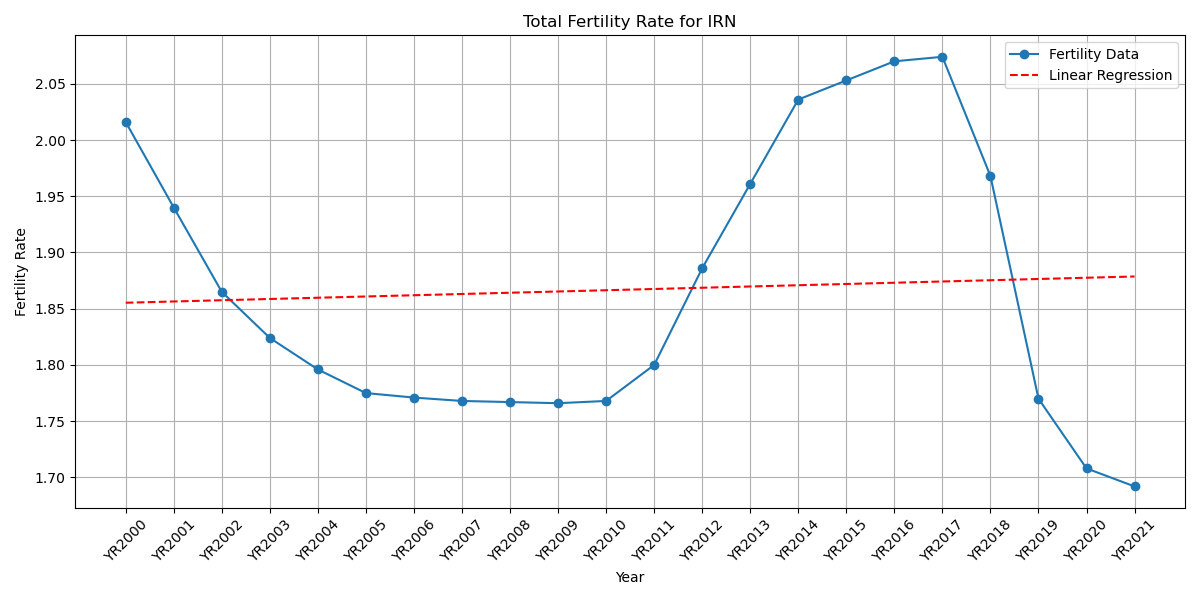 Total Fertility Rate for IRN
Fertility Data
Linear Regression
Fertility Rate
2.05
2.00
1.95
1.90
1.85
1.80
1.75
1.70
YR2000
YR2001
YR2002
YR2003
YR2004
YR2005
YR2006
YR2007
YR2008
YR2009
YR2010
YR2011
YR2012
YR2013
YR2014
YR2015
YR2016
YR2017
YR2018
YR2019
YR2020
YR2021
Year